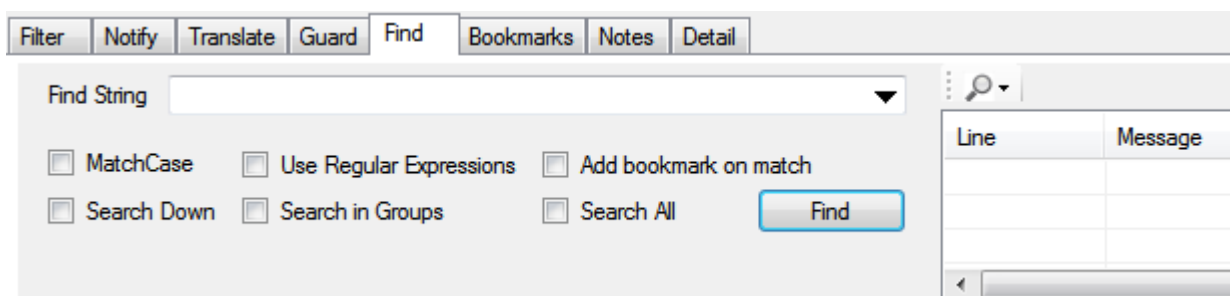 Filter Notify Translate Guard Find Bookmarks Notes Detail
Find String
Line Message
MatchCase Use Regular Expressions Add bookmark on match
Search Down Search in Groups Search All Find